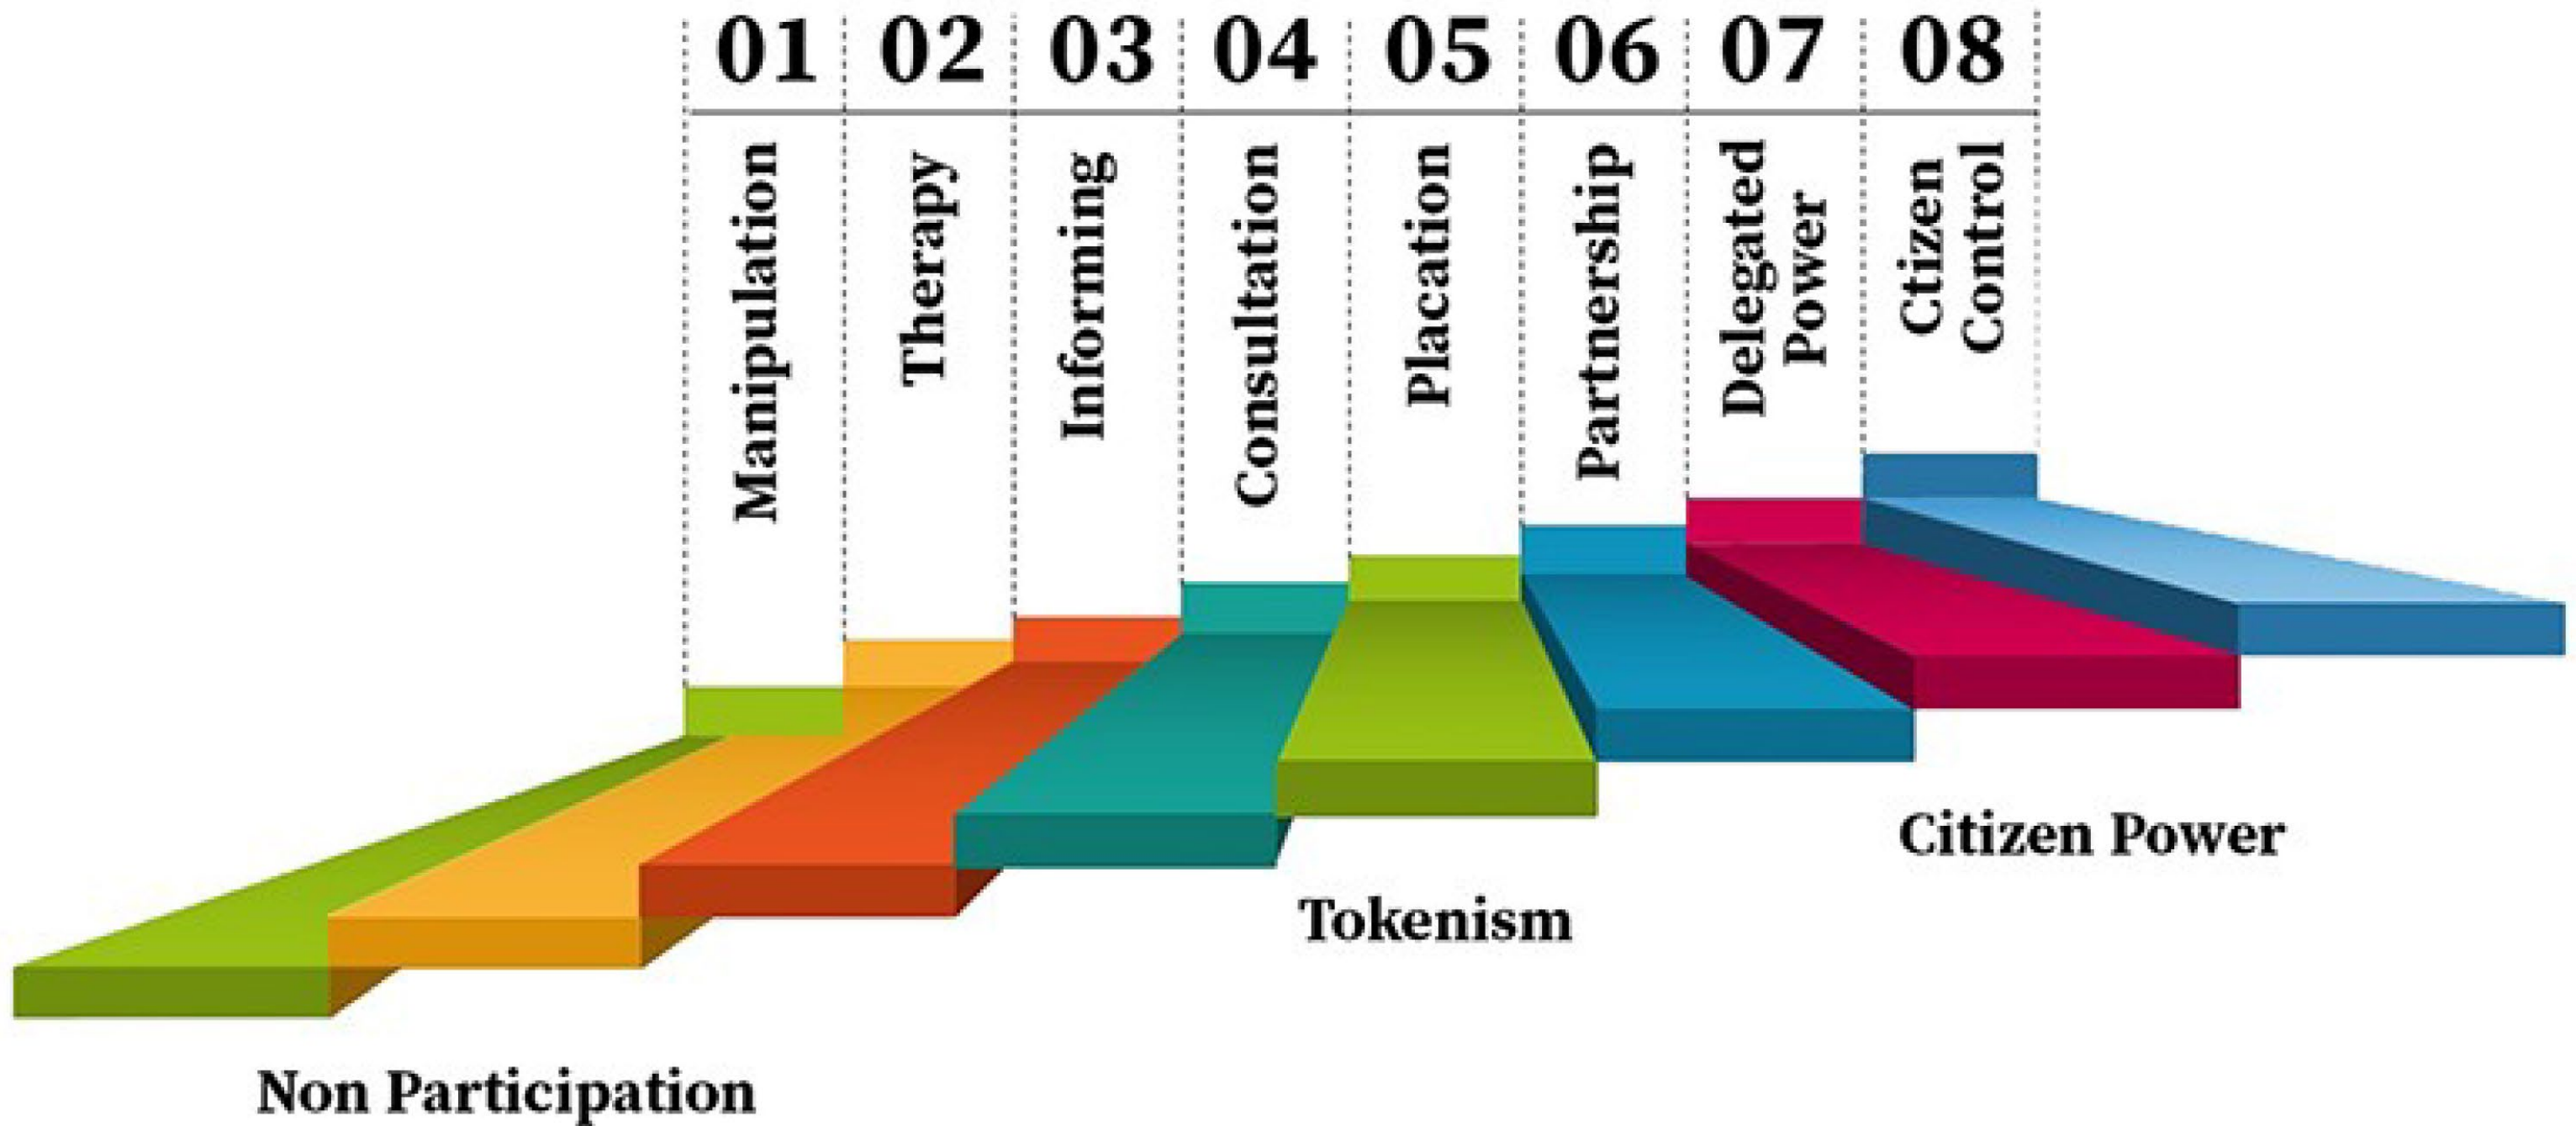 01 02 03 04 05 06 07 08
Manipulation
Therapy
Informing
Consultation
Placation
Partnership
Delegated
Power
Ctizen
Control
Citizen Power
Tokenism
Non Participation